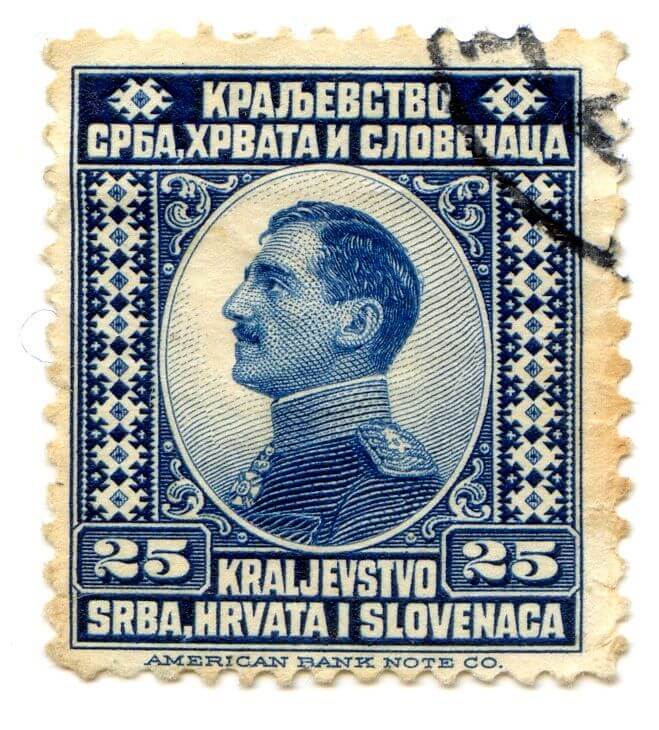 КРАЉЕВСТВО
СРБА, ХРВАТА И СЛОВЕНАЦА
25 KRALJEVSTVO 25
SRBA, HRVATA I SLOVENACA
AMERICAN BANK NOTE CO.